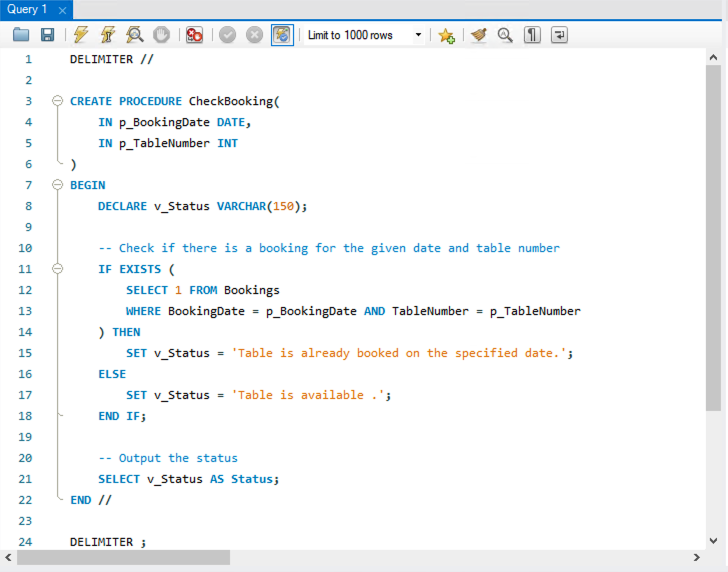 Query 1
Limit to 1000 rows
1 DELIMITER //
2
3 CREATE PROCEDURE CheckBooking(
4 IN p_BookingDate DATE,
5 IN p_TableNumber INT
6 )
7 BEGIN
8 DECLARE v_Status VARCHAR(150);
9
10 -- Check if there is a booking for the given date and table number
11 IF EXISTS (
12 SELECT 1 FROM Bookings
13 WHERE BookingDate = p_BookingDate AND TableNumber = p_TableNumber
14 ) THEN
15 SET v_Status = 'Table is already booked on the specified date.';
16 ELSE
17 SET v_Status = 'Table is available .';
18 END IF;
19
20 -- Output the status
21 SELECT v_Status AS Status;
22 END //
23
24 DELIMITER ;